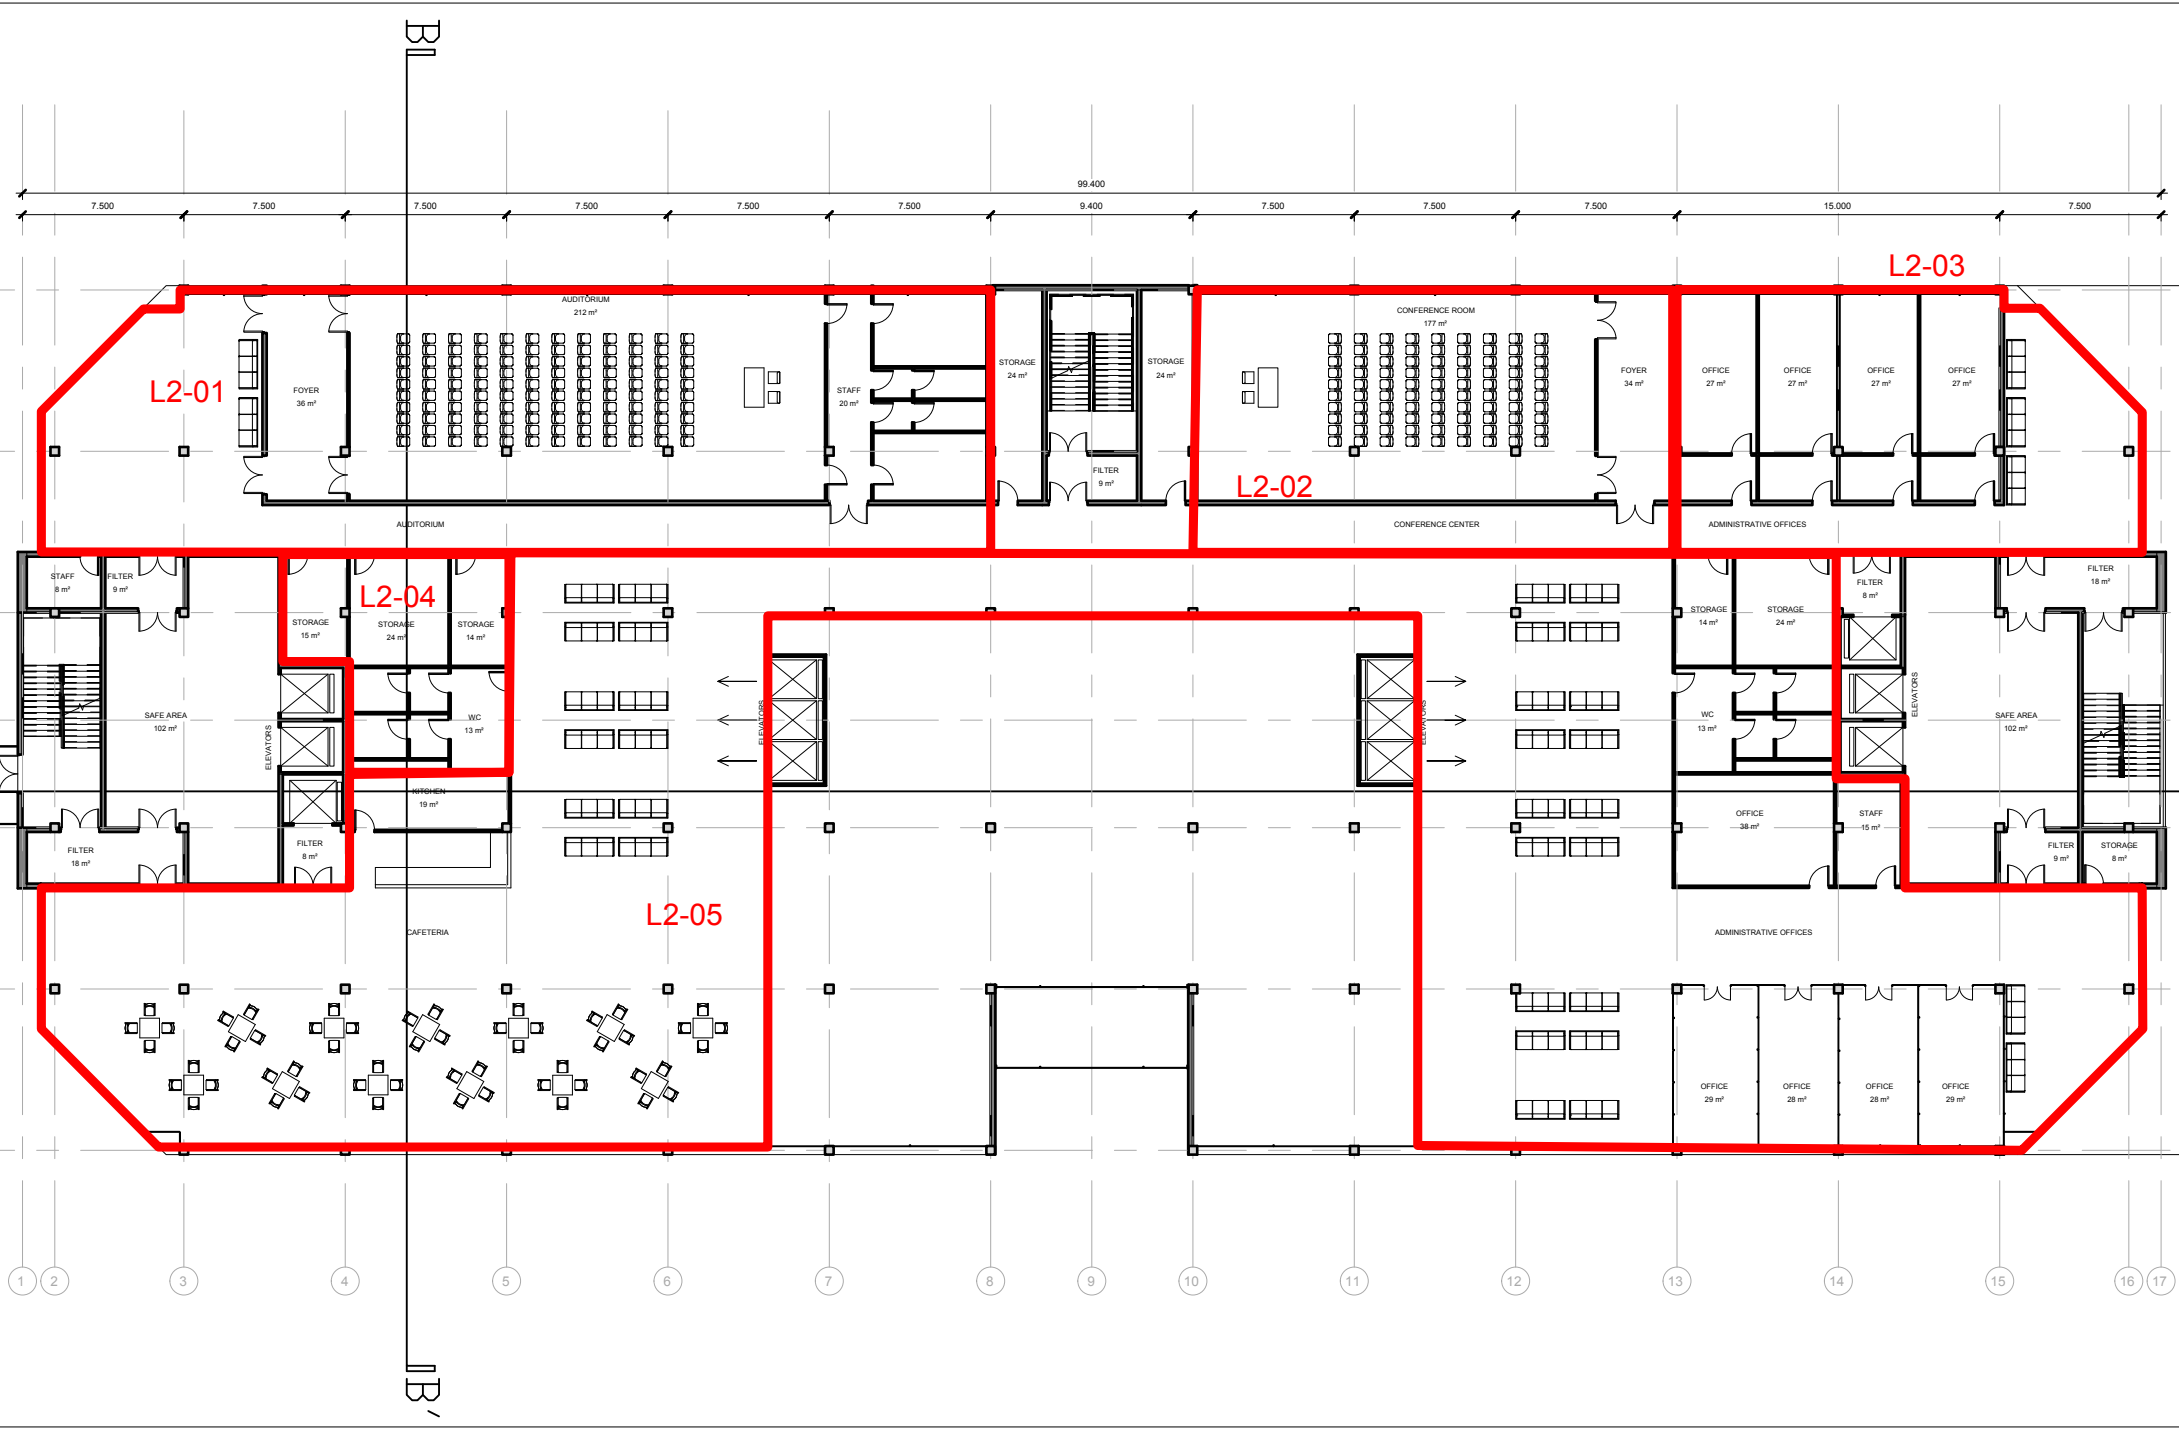 B
99.400
7.500 7.500 7.500 7.500 7.500 7.500 9.400 7.500 7.500 7.500 15.000 7.500
L2-03
AUDITORIUM
212 m²
CONFERENCE ROOM
177 m²
L2-01
FOYER
36 m²
STAFF
20 m²
STORAGE
24 m²
STORAGE
24 m²
FOYER
34 m²
OFFICE
27 m²
OFFICE
27 m²
OFFICE
27 m²
OFFICE
27 m²
FILTER
9 m²
L2-02
AUDITORIUM
CONFERENCE CENTER
ADMINISTRATIVE OFFICES
STAFF
8 m²
FILTER
9 m²
L2-04
STORAGE
15 m²
STORAGE
24 m²
STORAGE
14 m²
STORAGE
14 m²
STORAGE
24 m²
FILTER
8 m²
FILTER
18 m²
SAFE AREA
102 m²
ELEVATORS
WC
13 m²
ELEVATORS
ELEVATORS
WC
13 m²
ELEVATORS
SAFE AREA
102 m²
KITCHEN
19 m²
OFFICE
38 m²
STAFF
15 m²
FILTER
18 m²
FILTER
8 m²
FILTER
9 m²
STORAGE
8 m²
L2-05
CAFETERIA
ADMINISTRATIVE OFFICES
OFFICE
29 m²
OFFICE
28 m²
OFFICE
28 m²
OFFICE
29 m²
1 2 3 4 5 6 7 8 9 10 11 12 13 14 15 16 17
B'